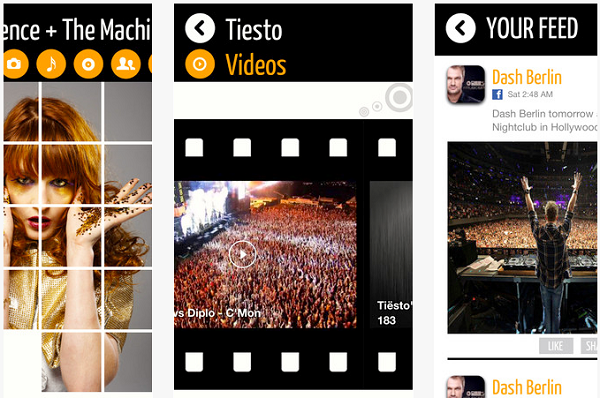 ence + The Machi
Tiesto
Videos
vs Diplo - C'Mon
Tiësto'
183
YOUR FEED
Dash Berlin
Sat 2:48 AM
Dash Berlin tomorrow
Nightclub in Hollywoo
LIKE
SHA
Dash Berlin